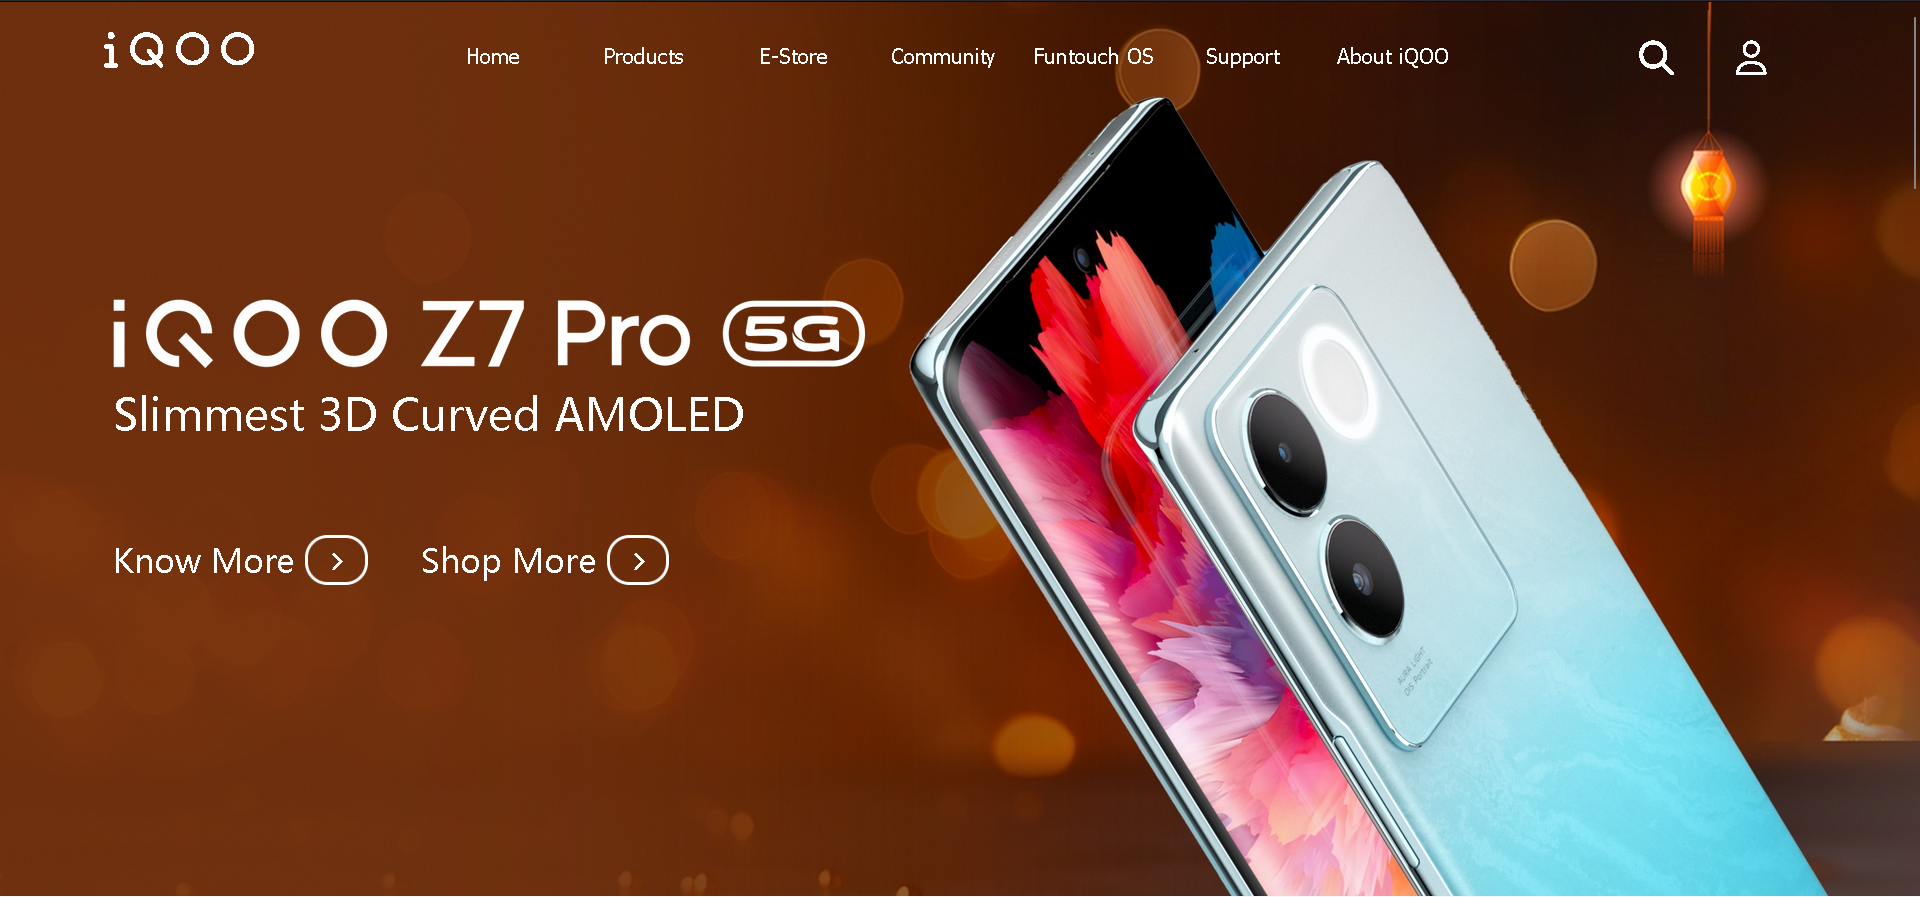 iQOO
Home Products E-Store Community Funtouch OS Support About iQOO
iQOO Z7 Pro 5G
Slimmest 3D Curved AMOLED
Know More Shop More
AURA LIGHT
OIS Portrait